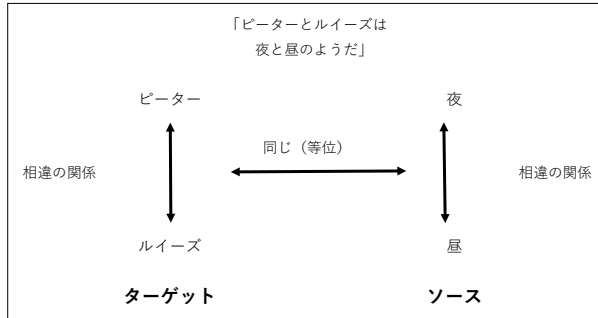 「ピーターとルイーズは
夜と昼のようだ」
ピーター
夜
同じ（等位）
相違の関係
相違の関係
ルイーズ
昼
ターゲット
ソース